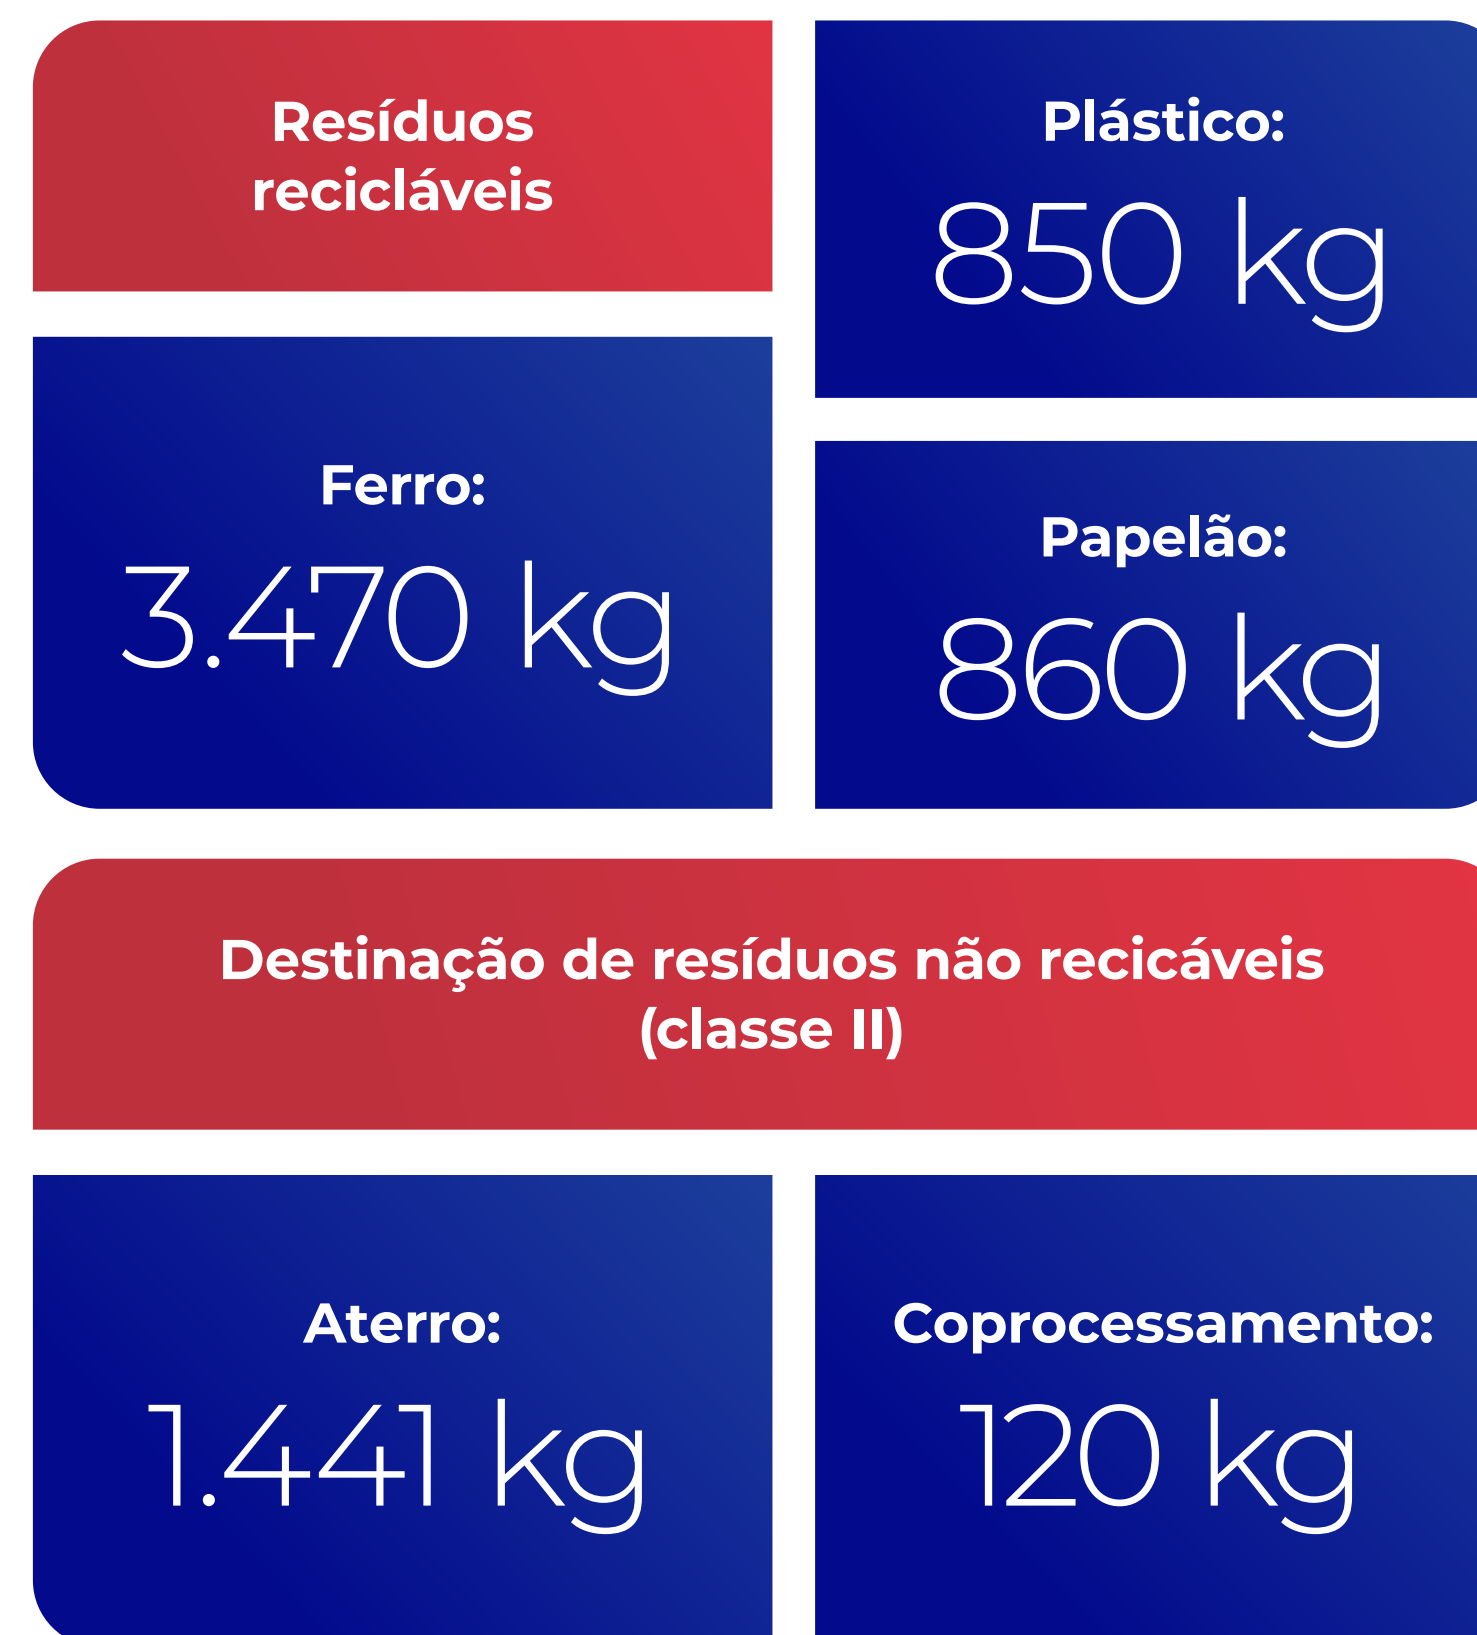 Resíduos
recicláveis
Ferro:
3.470 kg
Plástico:
850 kg
Papelão:
860 kg
Destinação de resíduos não recicáveis
(classe II)
Aterro:
1.441 kg
Coprocessamento:
120 kg